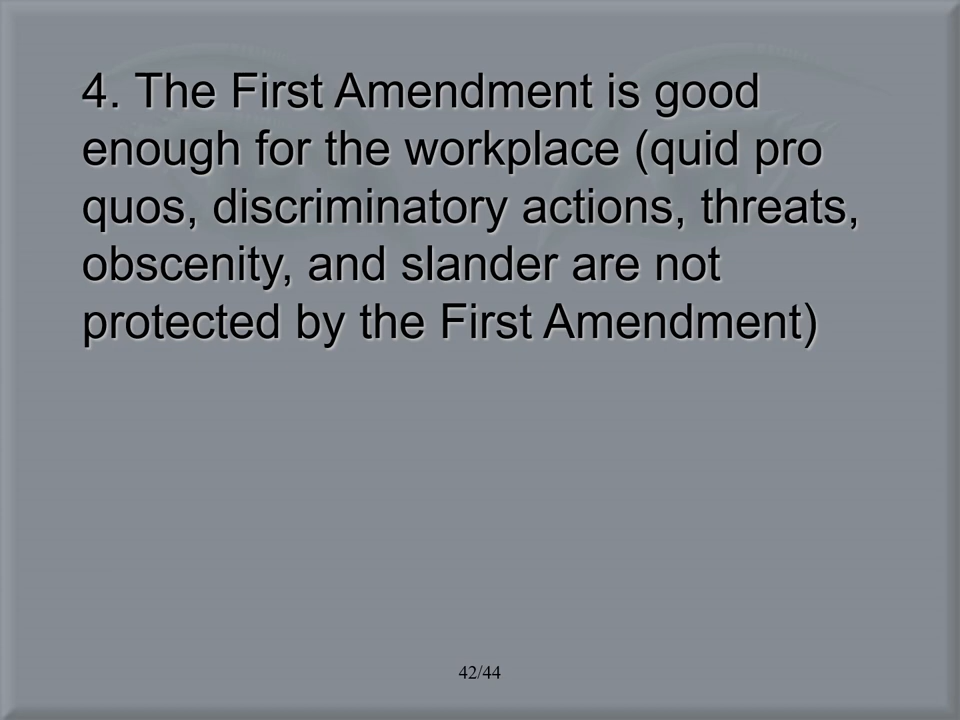 4. The First Amendment is good
enough for the workplace (quid pro
quos, discriminatory actions, threats,
obscenity, and slander are not
protected by the First Amendment)
42/44